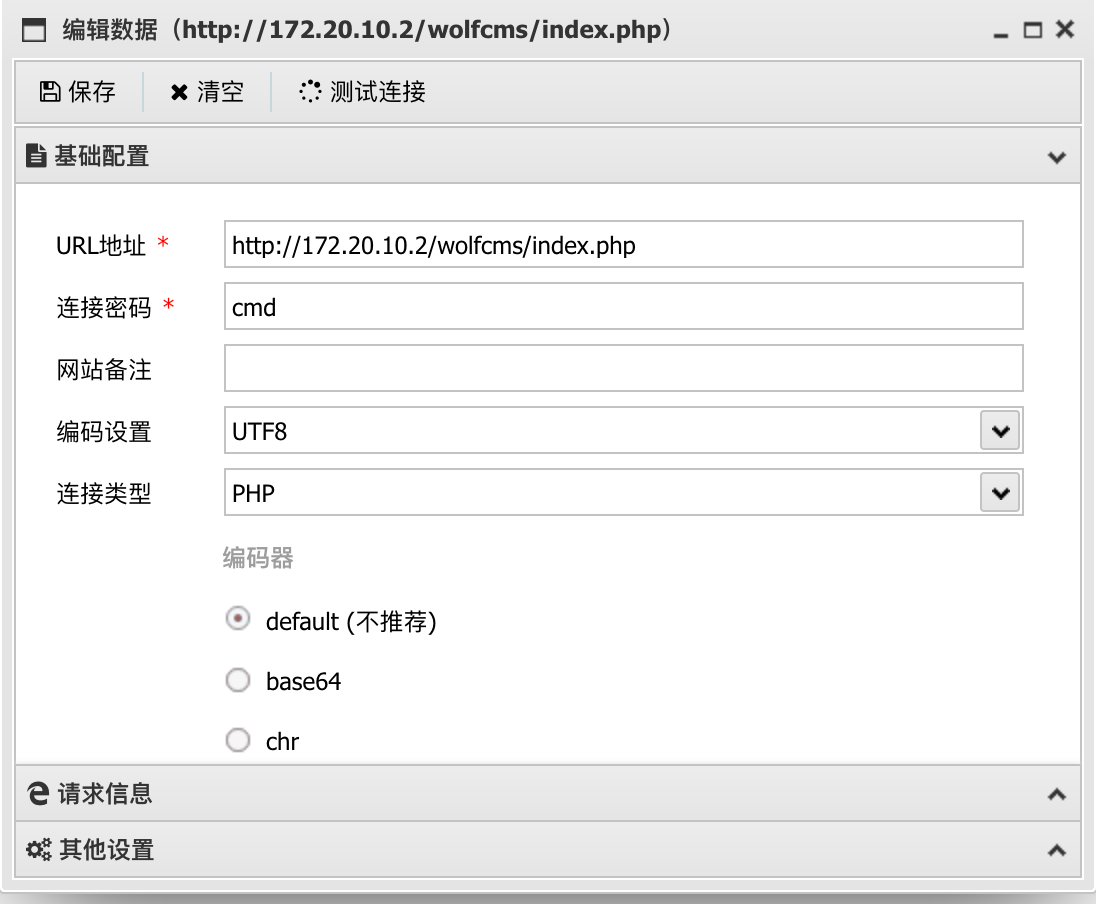 编辑数据（http://172.20.10.2/wolfcms/index.php）
保存 清空 测试连接
基础配置
URL地址 * http://172.20.10.2/wolfcms/index.php
连接密码 * cmd
网站备注
编码设置 UTF8
连接类型 PHP
编码器
default (不推荐)
base64
chr
请求信息
其他设置